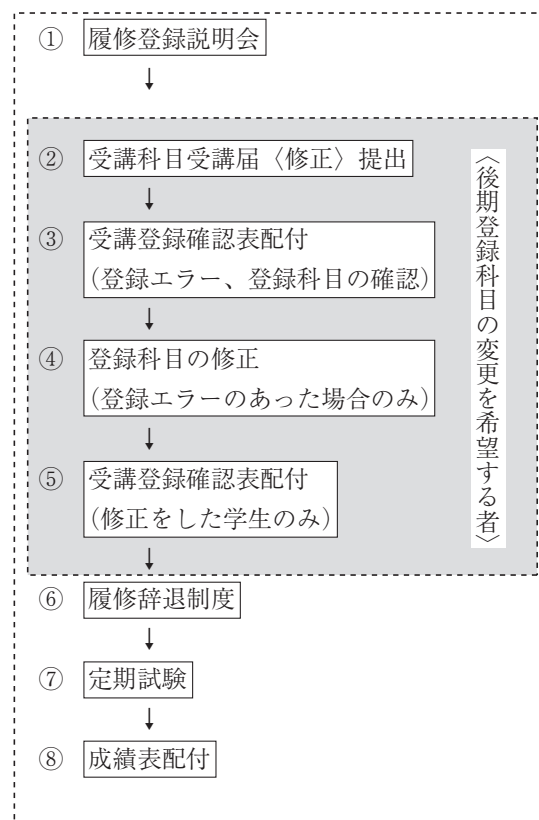 ① 履修登録説明会
↓
② 受講科目受講届〈修正〉提出
↓
③ 受講登録確認表配付
(登録エラー、登録科目の確認)
↓
④ 登録科目の修正
(登録エラーのあった場合のみ)
↓
⑤ 受講登録確認表配付
(修正をした学生のみ)
↓
〈後期登録科目の変更を希望する者〉
⑥ 履修辞退制度
↓
⑦ 定期試験
↓
⑧ 成績表配付